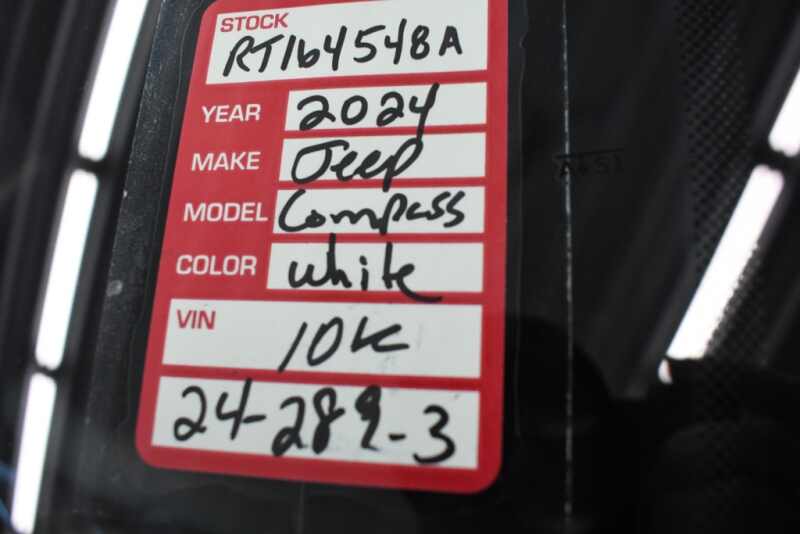 STOCK
RT164548A
YEAR 2024
MAKE Jeep
MODEL Compass
COLOR White
VIN
10K
24-289-3